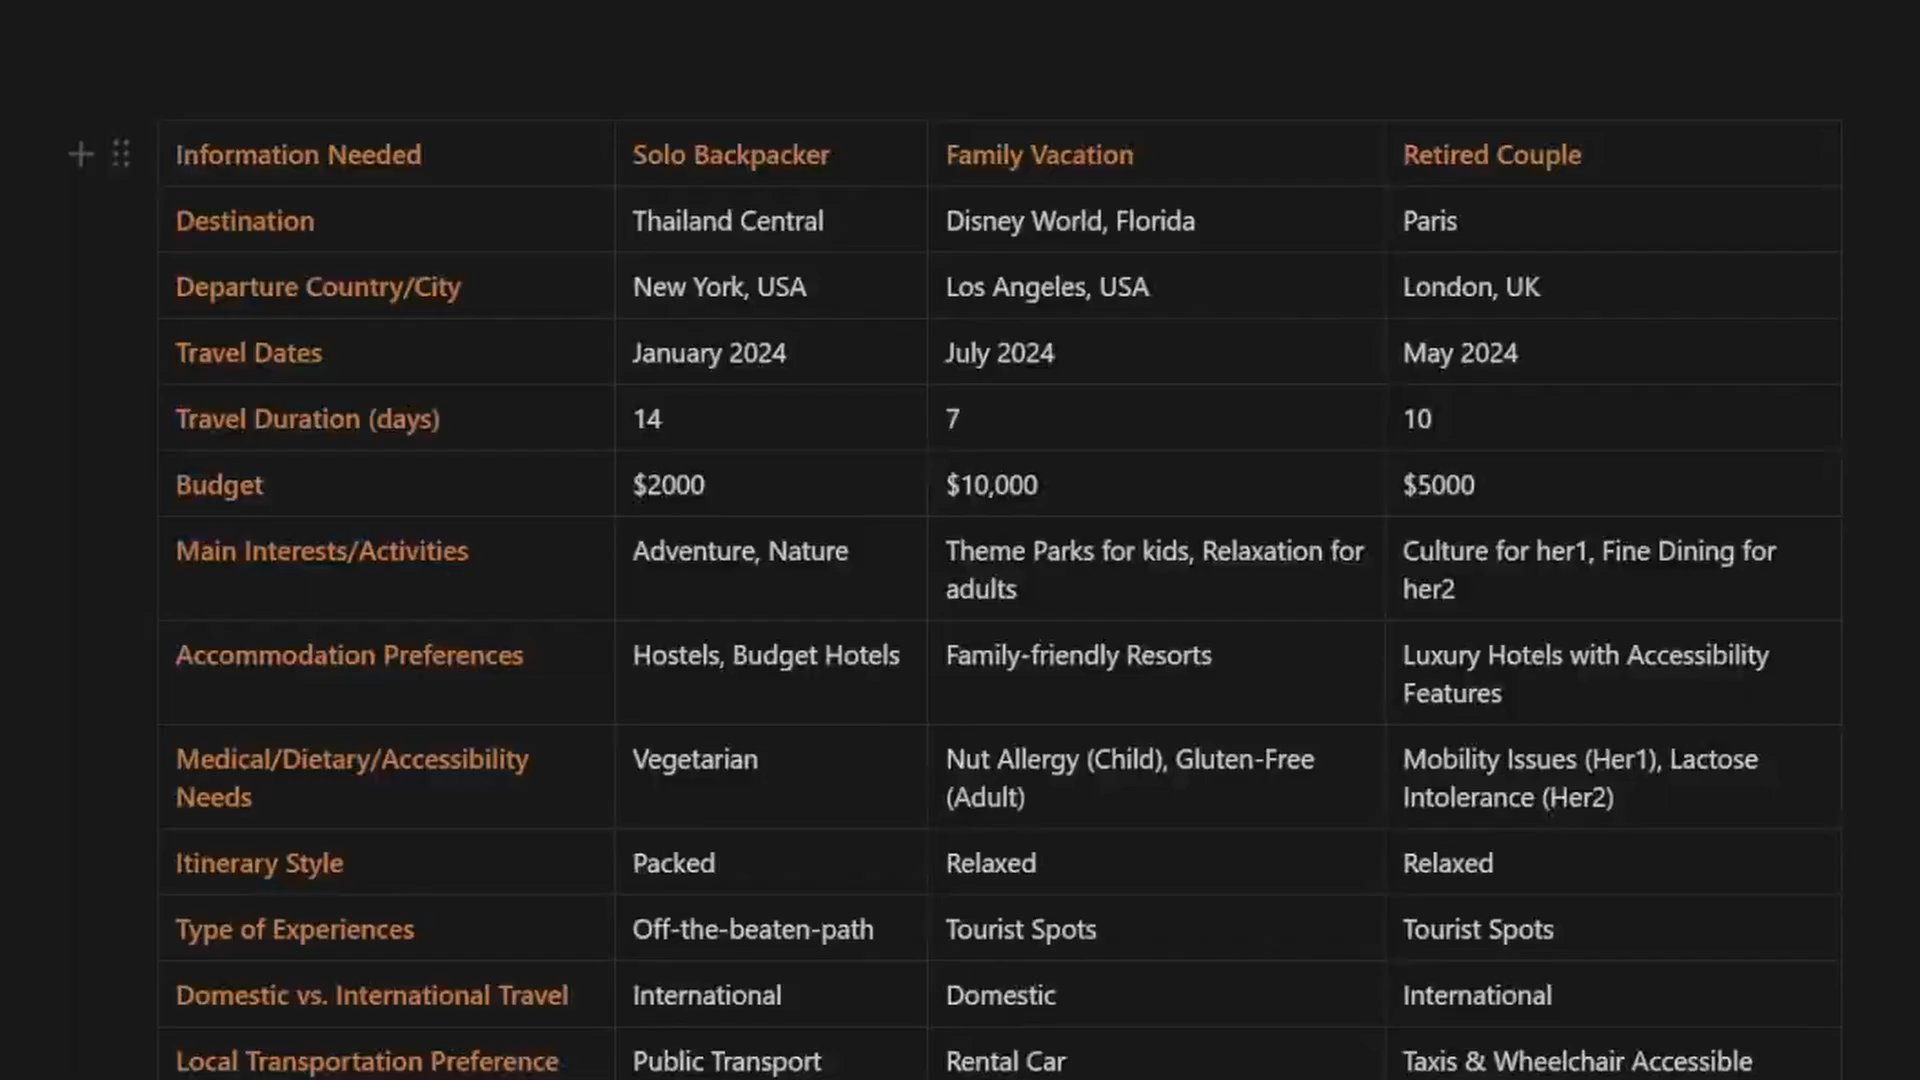 Information Needed Solo Backpacker Family Vacation Retired Couple
Destination Thailand Central Disney World, Florida Paris
Departure Country/City New York, USA Los Angeles, USA London, UK
Travel Dates January 2024 July 2024 May 2024
Travel Duration (days) 14 7 10
Budget $2000 $10,000 $5000
Main Interests/Activities Adventure, Nature Theme Parks for kids, Relaxation for Culture for her1, Fine Dining for
adults her2
Accommodation Preferences Hostels, Budget Hotels Family-friendly Resorts Luxury Hotels with Accessibility
Features
Medical/Dietary/Accessibility Vegetarian Nut Allergy (Child), Gluten-Free Mobility Issues (Her1), Lactose
Needs (Adult) Intolerance (Her2)
Itinerary Style Packed Relaxed Relaxed
Type of Experiences Off-the-beaten-path Tourist Spots Tourist Spots
Domestic vs. International Travel International Domestic International
Local Transportation Preference Public Transport Rental Car Taxis & Wheelchair Accessible